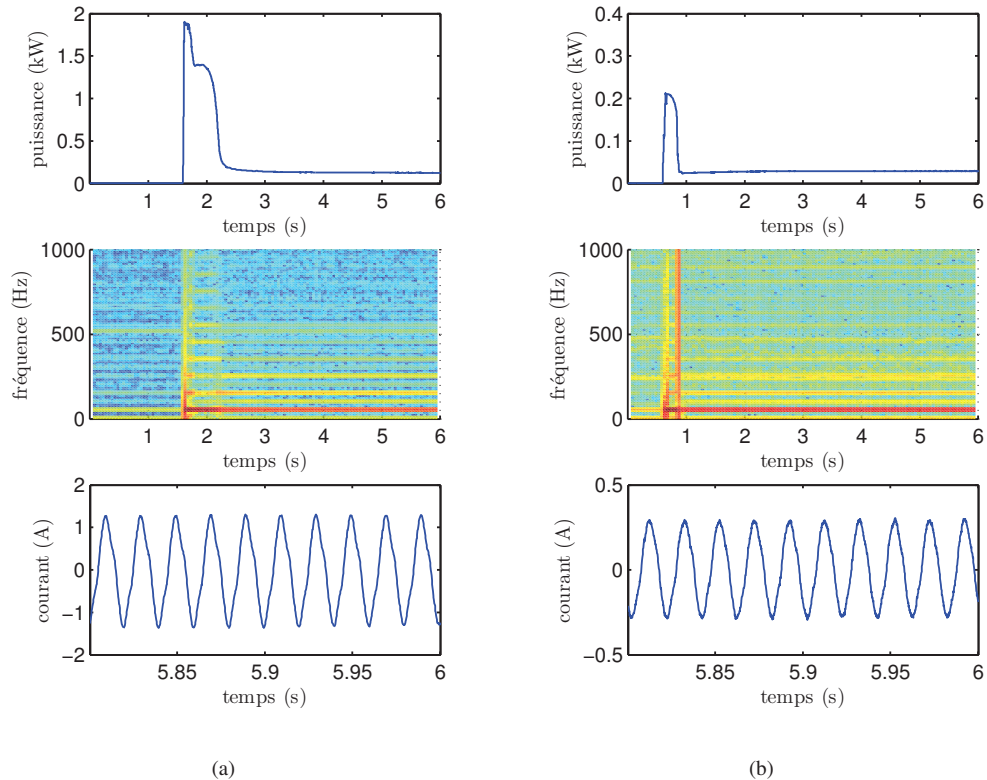 2
1.5
1
0.5
0
puissance (kW)
1 2 3 4 5 6
temps (s)
0.4
0.3
0.2
0.1
0
puissance (kW)
1 2 3 4 5 6
temps (s)
1000
500
0
fréquence (Hz)
1 2 3 4 5 6
temps (s)
1000
500
0
fréquence (Hz)
1 2 3 4 5 6
temps (s)
2
1
0
−1
−2
courant (A)
5.85 5.9 5.95 6
temps (s)
0.5
0
−0.5
courant (A)
5.85 5.9 5.95 6
temps (s)
(a)
(b)